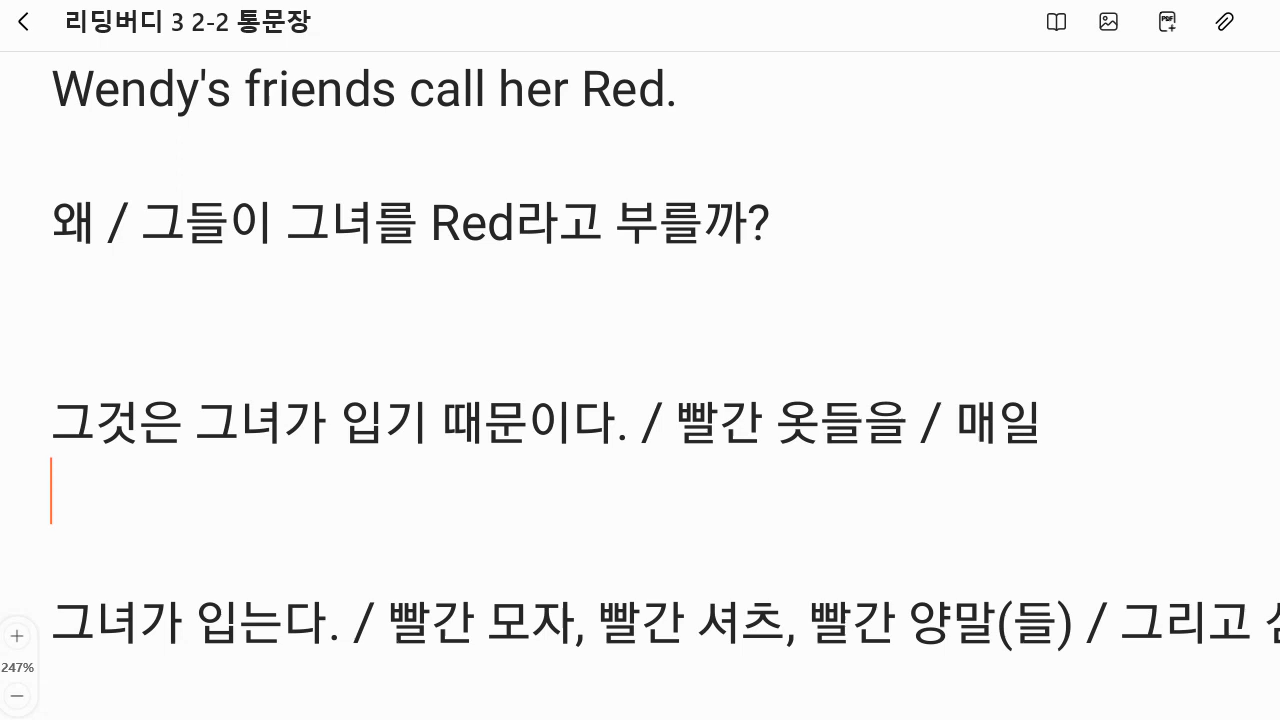 리딩버디 3 2-2 통문장
Wendy's friends call her Red.
왜 / 그들이 그녀를 Red라고 부를까?
그것은 그녀가 입기 때문이다. / 빨간 옷들을 / 매일
그녀가 입는다. / 빨간 모자, 빨간 셔츠, 빨간 양말(들) / 그리고
247%